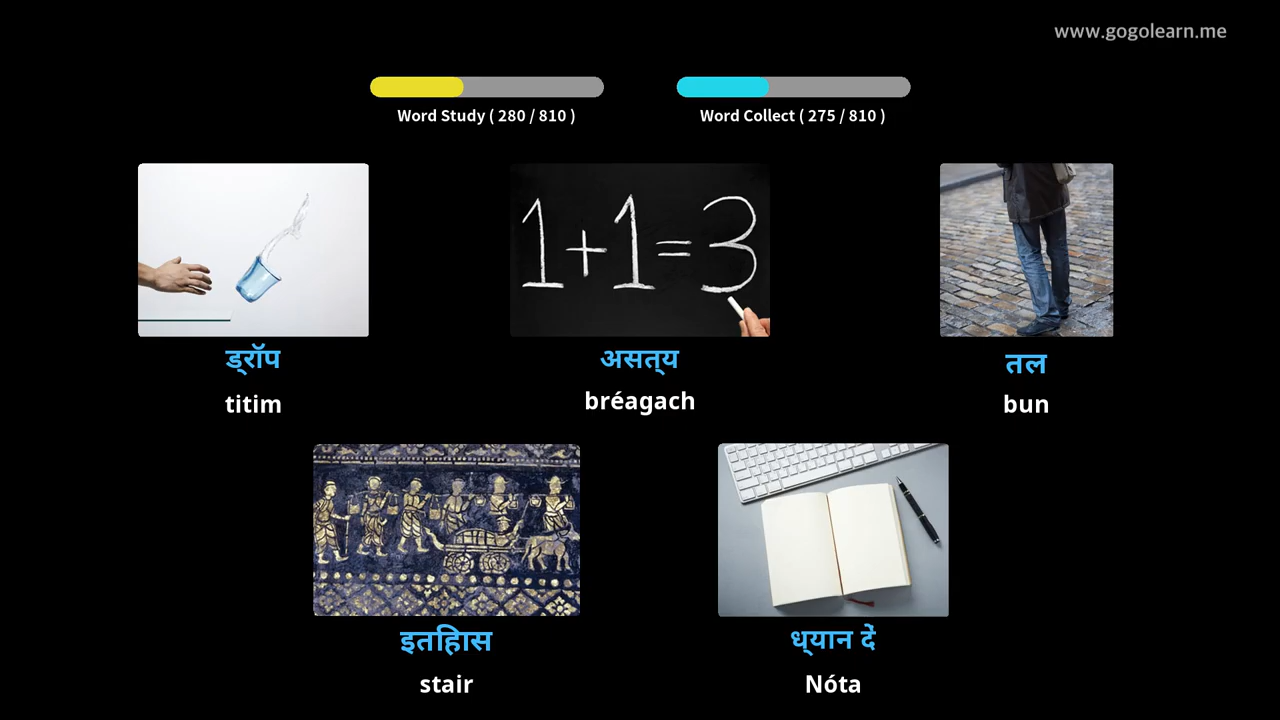 www.gogolearn.me
Word Study ( 280 / 810 )
Word Collect ( 275 / 810 )
1+1=3
ड्रॉप
असत्य
तल
titim
bréagach
bun
इतिहास
ध्यान दें
stair
Nóta